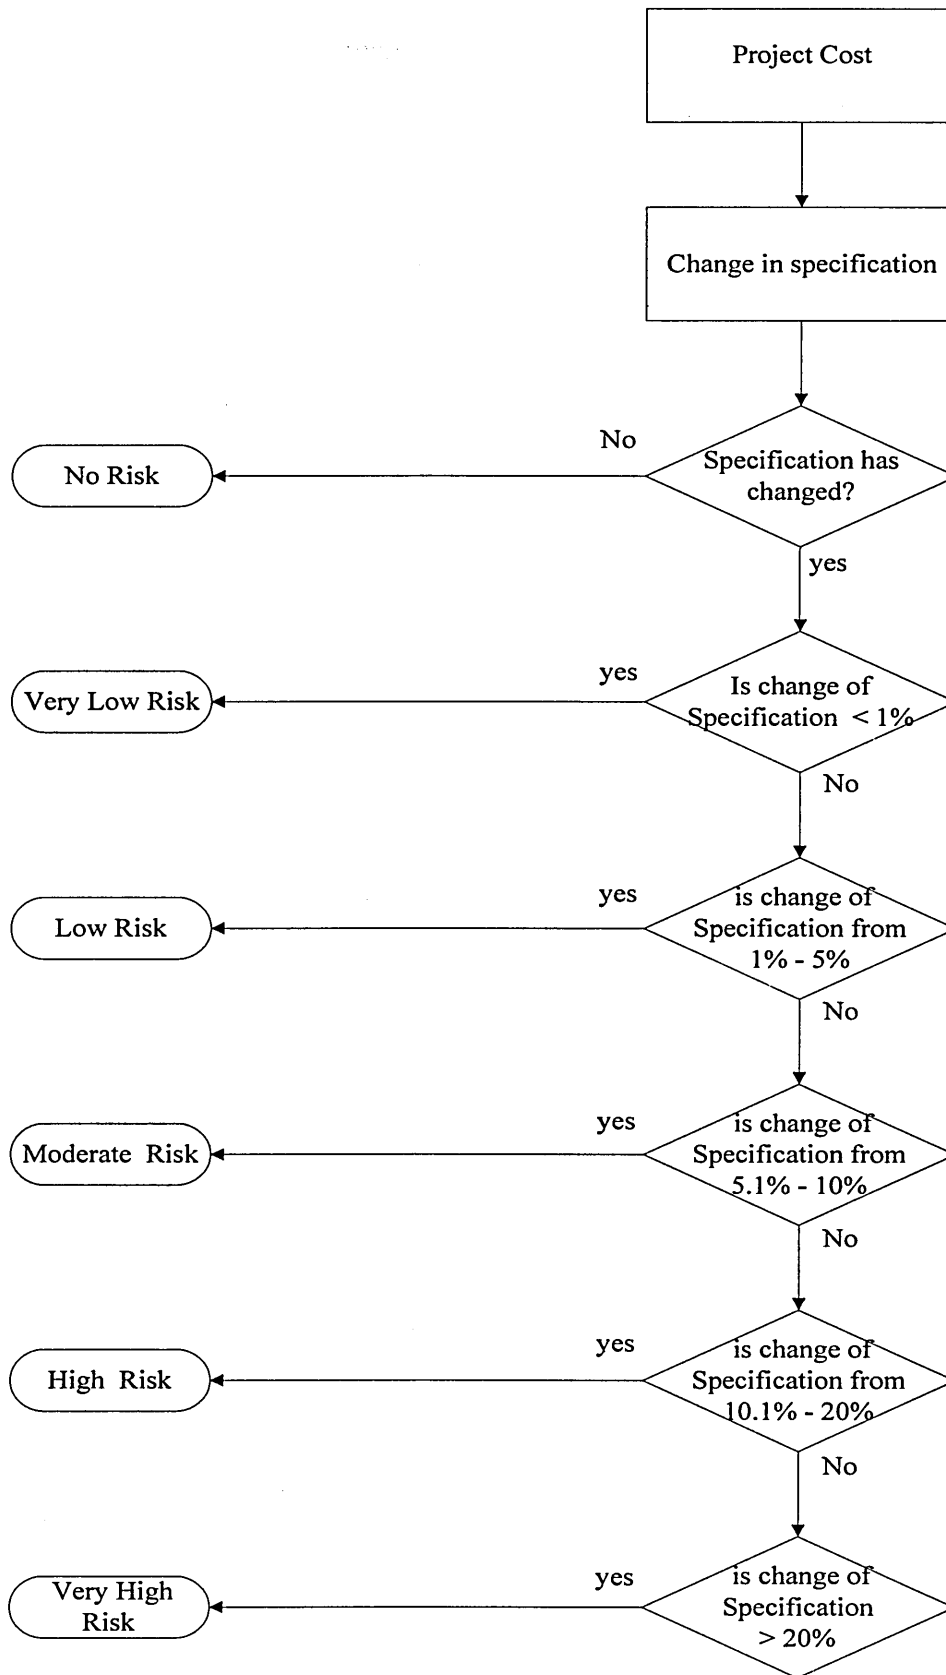 Project Cost
Change in specification
No
Specification has
changed?
No Risk
yes
yes
Is change of
Specification < 1%
Very Low Risk
No
yes
is change of
Specification from
1% - 5%
Low Risk
No
yes
is change of
Specification from
5.1% - 10%
Moderate Risk
No
yes
is change of
Specification from
10.1% - 20%
High Risk
No
yes
is change of
Specification
> 20%
Very High
Risk